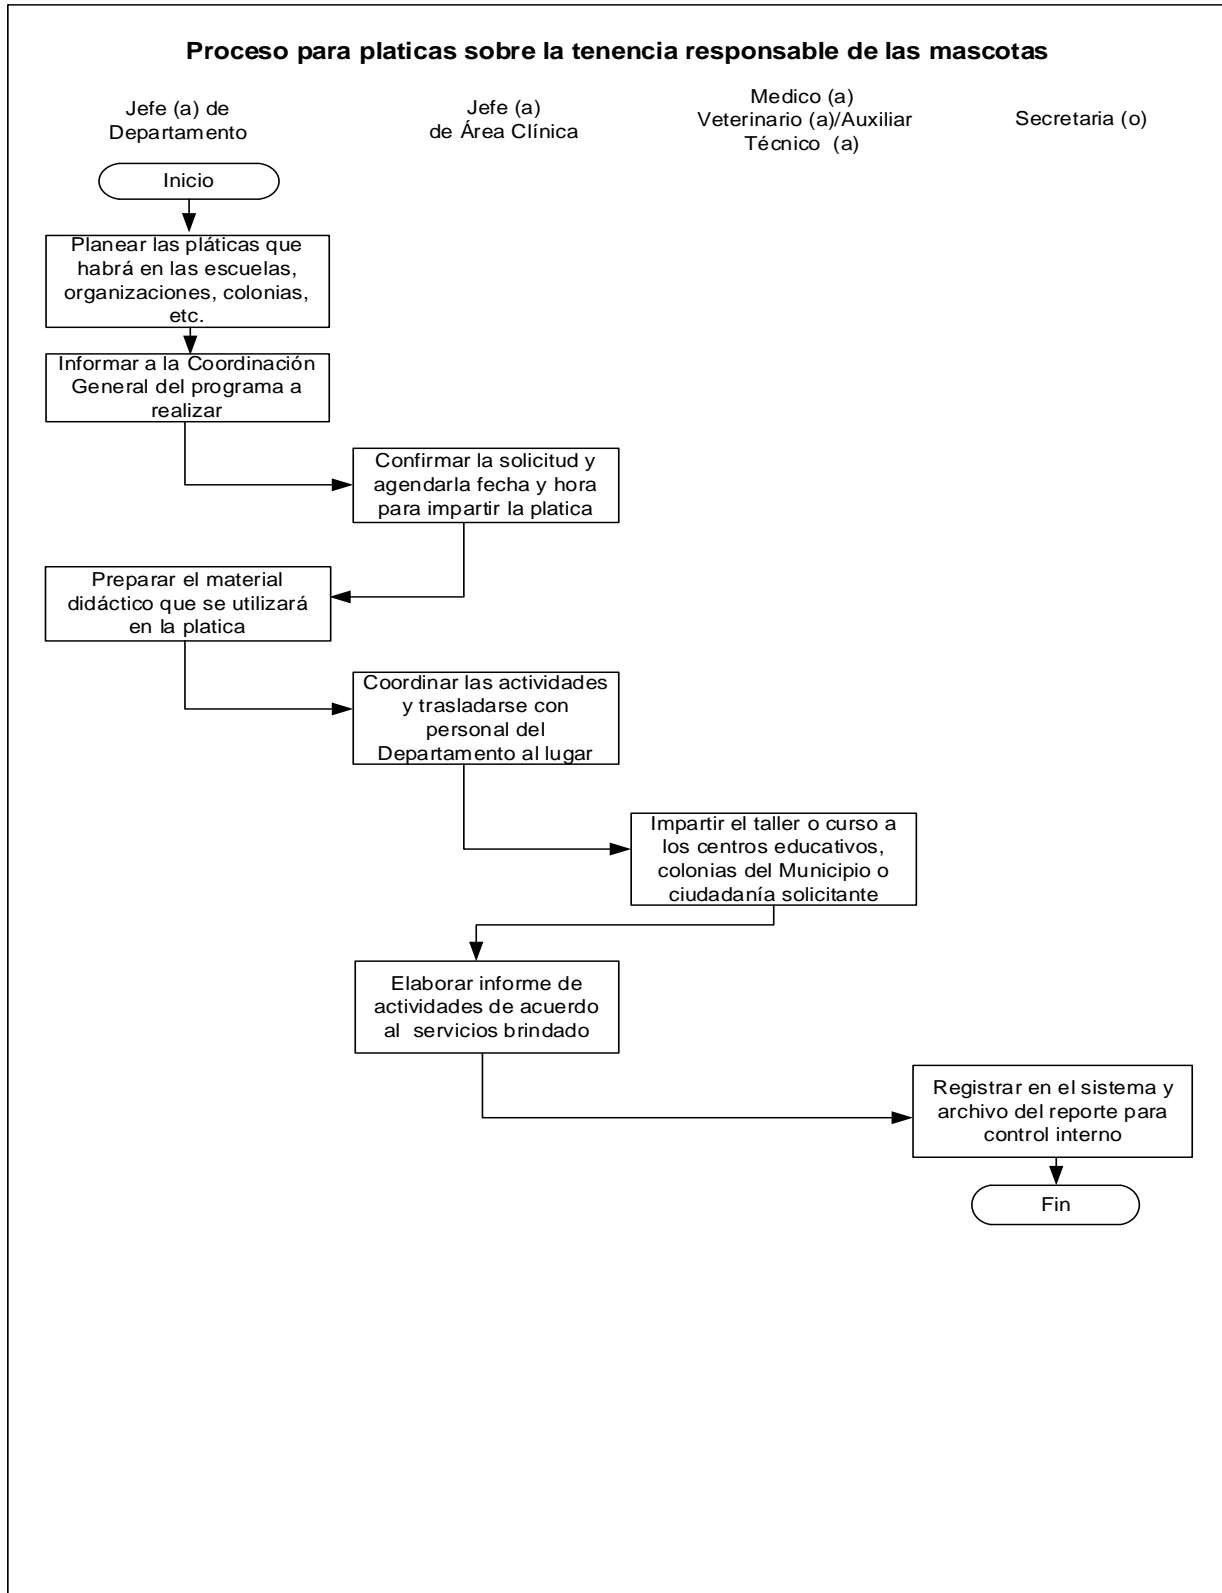 Proceso para platicas sobre la tenencia responsable de las mascotas
Jefe (a) de
Departamento
Jefe (a)
de Área Clínica
Medico (a)
Veterinario (a)/Auxiliar
Técnico (a)
Secretaria (o)
Inicio
Planear las pláticas que
habrá en las escuelas,
organizaciones, colonias,
etc.
Informar a la Coordinación
General del programa a
realizar
Confirmar la solicitud y
agendarla fecha y hora
para impartir la platica
Preparar el material
didáctico que se utilizará
en la platica
Coordinar las actividades
y trasladarse con
personal del
Departamento al lugar
Impartir el taller o curso a
los centros educativos,
colonias del Municipio o
ciudadanía solicitante
Elaborar informe de
actividades de acuerdo
al servicios brindado
Registrar en el sistema y
archivo del reporte para
control interno
Fin